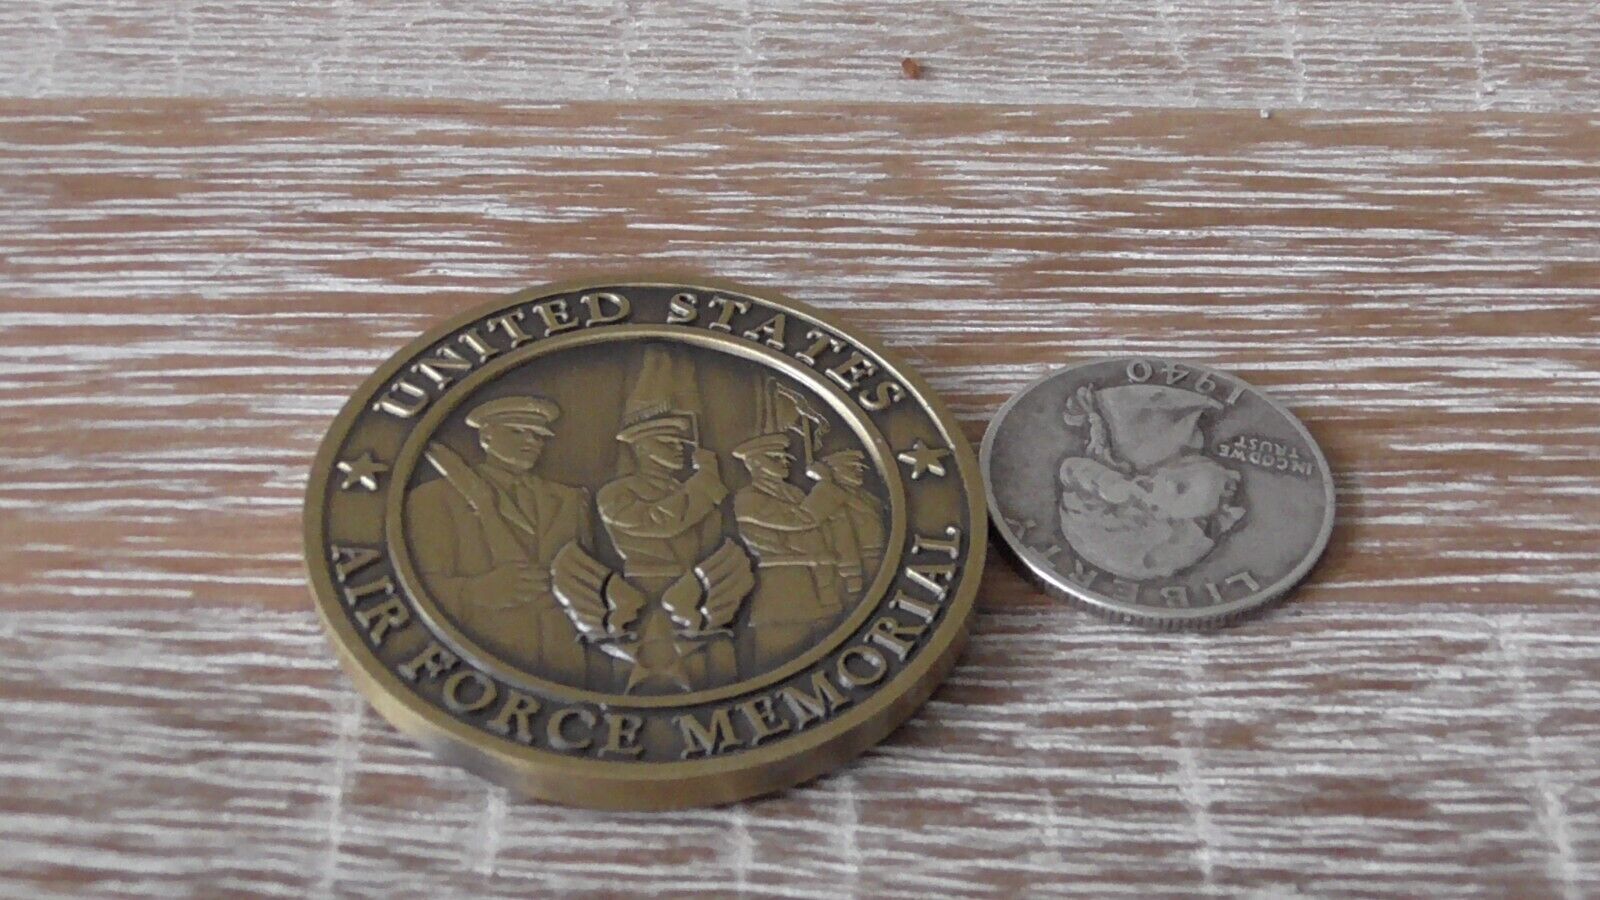 UNITED STATES
AIR FORCE MEMORIAL
LIBERTY
IN GOD WE
TRUST
1940